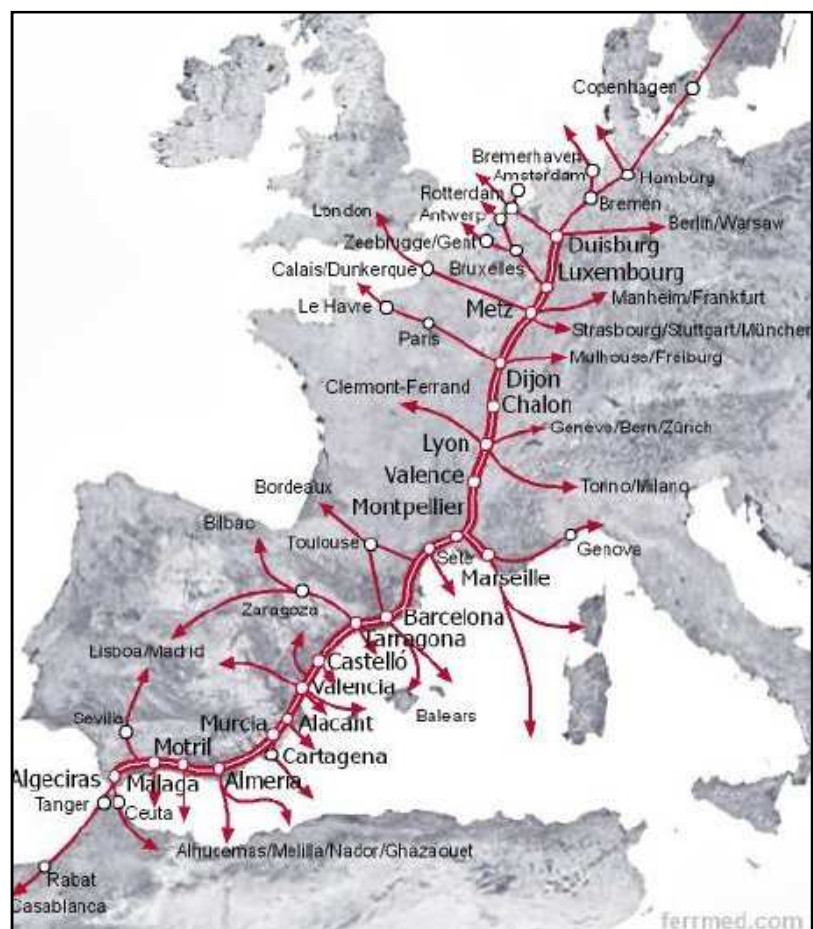 Copenhagen
Bremerhaven
Amsterdam
Hamburg
Rotterdam
Bremen
London
Antwerp
Berlin/Warsaw
Zeebrugge/Gent
Duisburg
Bruxelles
Calais/Dunkerque
Luxembourg
Manheim/Frankfurt
Le Havre
Metz
Paris
Strasbourg/Stuttgart/München
Mulhouse/Freiburg
Dijon
Clermont-Ferrand
Chalon
Genève/Bern/Zürich
Lyon
Valence
Torino/Milano
Bordeaux
Montpellier
Bilbao
Toulouse
Sète
Genova
Marseille
Zaragoza
Barcelona
Tarragona
Lisboa/Madrid
Castelló
Valencia
Sevilla
Murcia
Alacant
Balears
Motril
Cartagena
Algeciras
Màlaga
Almeria
Tanger
Ceuta
Alhucemas/Melilla/Nador/Ghazaouet
Rabat
Casablanca
ferrmed.com